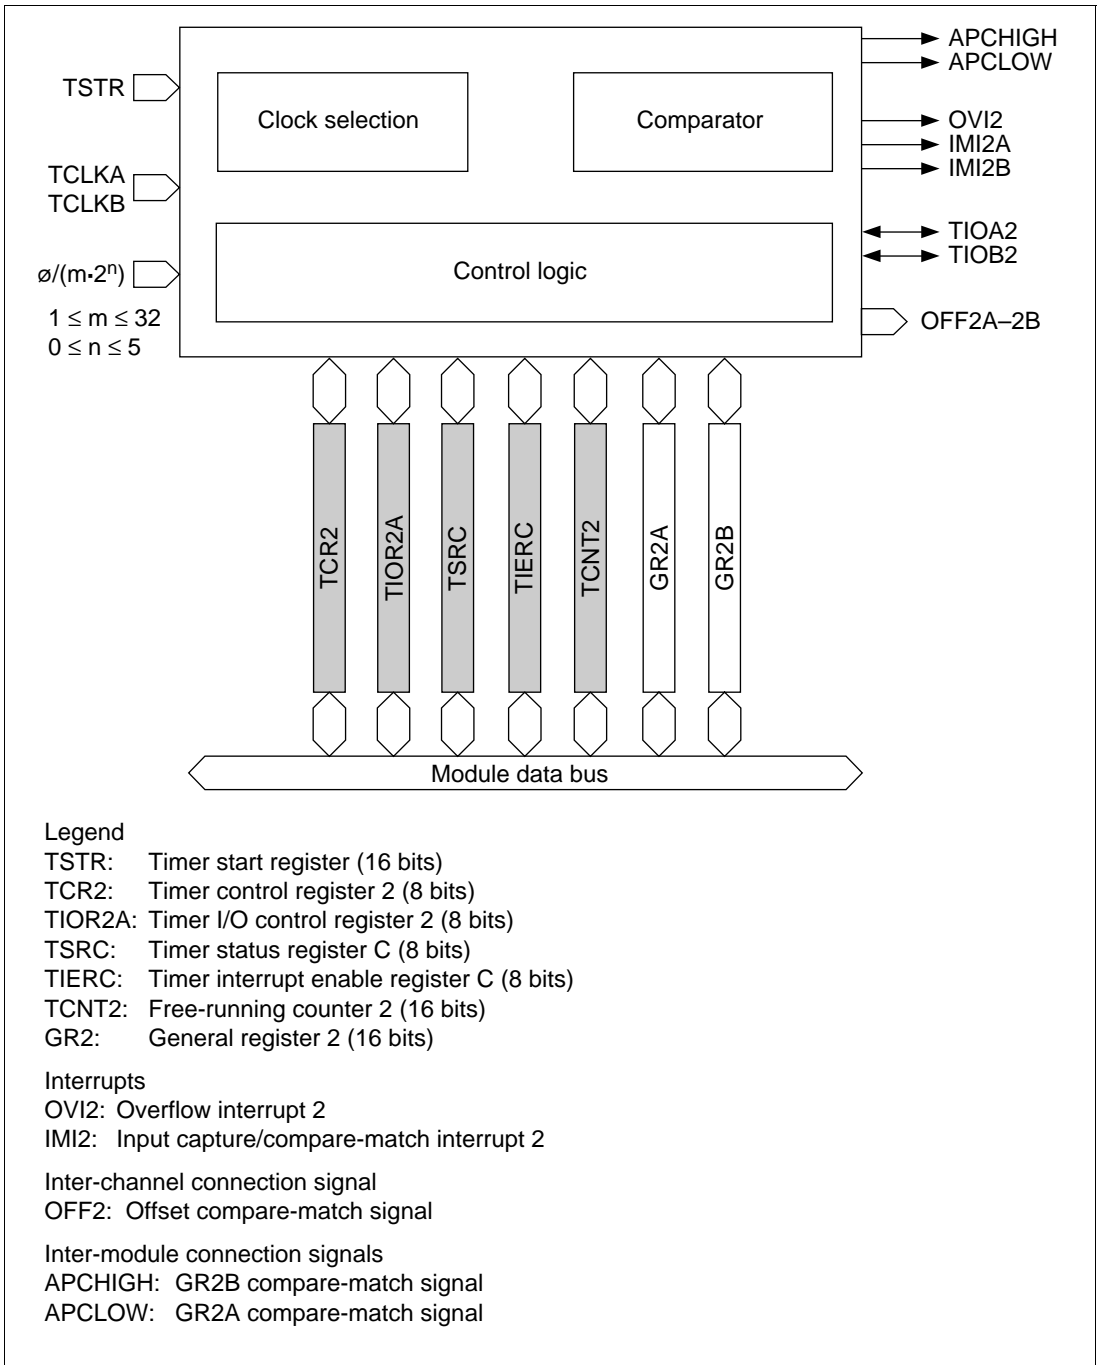 APCHIGH
APCLOW
TSTR
Clock selection
Comparator
OVI2
IMI2A
IMI2B
TCLKA
TCLKB
TIOA2
TIOB2
ø/(m·2ⁿ)
Control logic
1 ≤ m ≤ 32
0 ≤ n ≤ 5
OFF2A–2B
TCR2
TIOR2A
TSRC
TIERC
TCNT2
GR2A
GR2B
Module data bus
Legend
TSTR: Timer start register (16 bits)
TCR2: Timer control register 2 (8 bits)
TIOR2A: Timer I/O control register 2 (8 bits)
TSRC: Timer status register C (8 bits)
TIERC: Timer interrupt enable register C (8 bits)
TCNT2: Free-running counter 2 (16 bits)
GR2: General register 2 (16 bits)
Interrupts
OVI2: Overflow interrupt 2
IMI2: Input capture/compare-match interrupt 2
Inter-channel connection signal
OFF2: Offset compare-match signal
Inter-module connection signals
APCHIGH: GR2B compare-match signal
APCLOW: GR2A compare-match signal